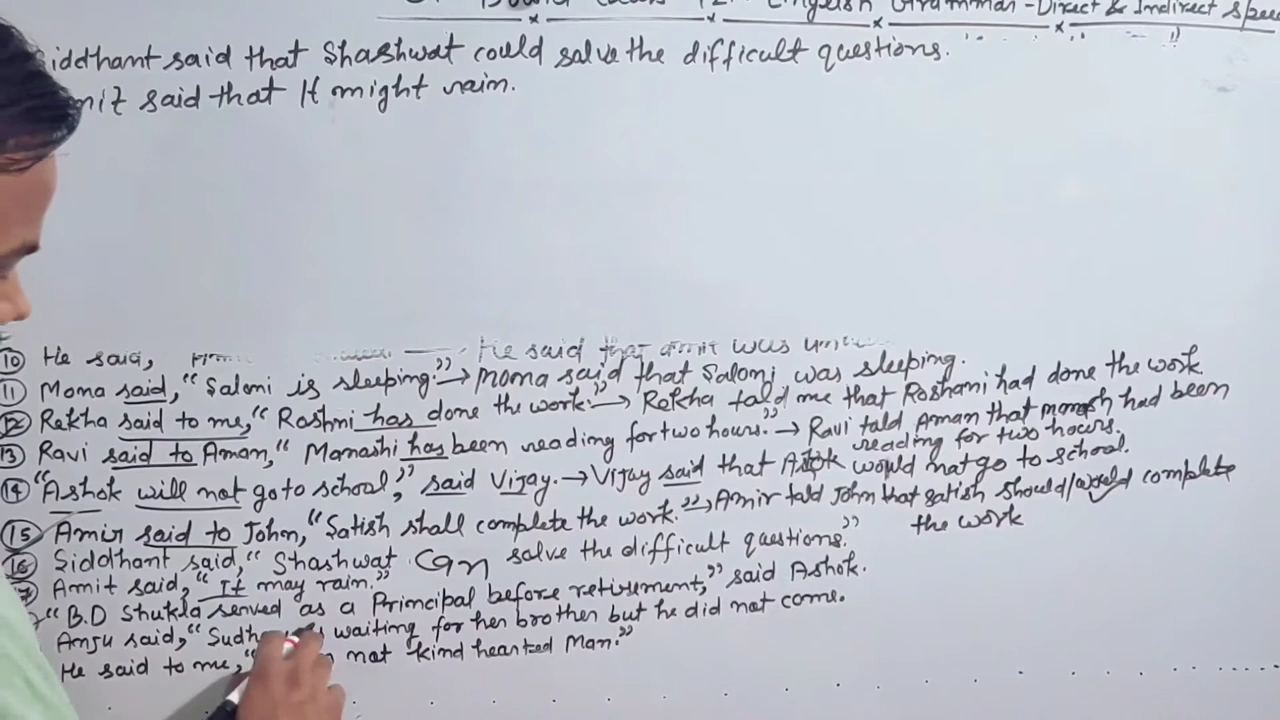 English Grammar - Direct & Indirect Spee
iddhant said that Shashwat could solve the difficult questions.
mit said that It might rain.
10 He said, He said that Amit was
11 Moma said, "Saloni is sleeping." → Moma said that Saloni was sleeping.
12 Rekha said to me, "Roshni has done the work." → Rekha told me that Roshani had done the work.
13 Ravi said to Aman, "Manashi has been reading for two hours." → Ravi told Aman that had been reading for two hours.
14 "Ashok will not go to school," said Vijay. → Vijay said that Ashok would not go to school.
15 Amir said to John, "Satish shall complete the work." → Amir told John that Satish should/would complete the work
16 Siddhant said, "Shashwat can solve the difficult questions."
7 Amit said, "It may rain."
"B.D Shukla served as a Principal before retirement," said Ashok.
Anju said, "Sudh waiting for her brother but he did not come.
He said to me, " not kind hearted Man."